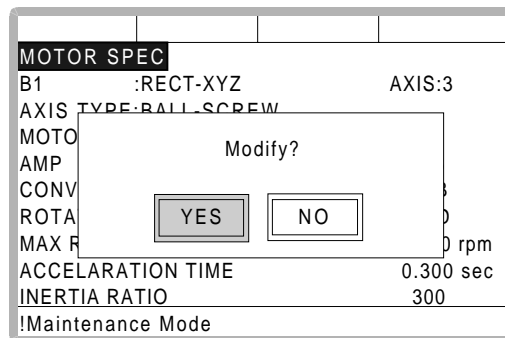 MOTOR SPEC
B1 :RECT-XYZ AXIS:3
AXIS TYPE:BALL-SCREW
MOTO
AMP
CONV
ROTA
MAX R rpm
Modify?
YES NO
ACCELARATION TIME 0.300 sec
INERTIA RATIO 300
!Maintenance Mode